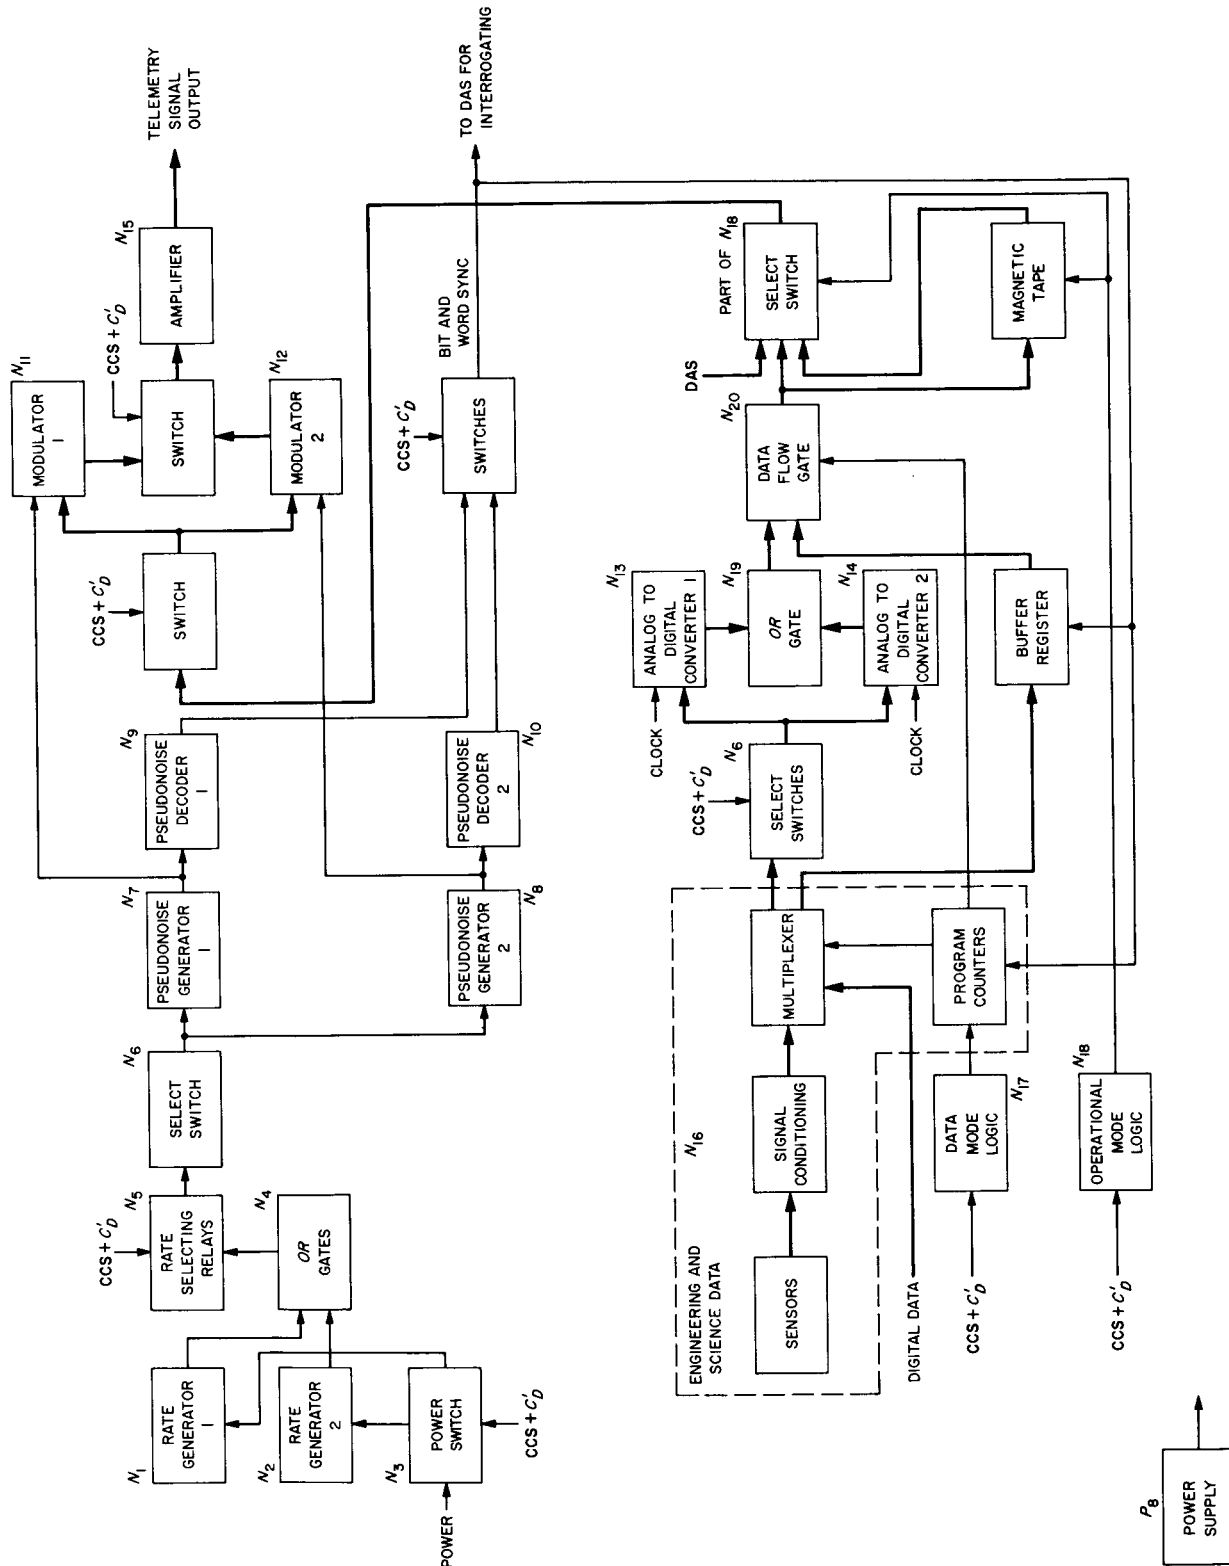 POWER
N3
POWER
SWITCH
CCS + C'D
N1
RATE
GENERATOR
1
N2
RATE
GENERATOR
2
N4
OR
GATES
CCS + C'D
N5
RATE
SELECTING
RELAYS
N6
SELECT
SWITCH
N7
PSEUDONOISE
GENERATOR
1
N8
PSEUDONOISE
GENERATOR
2
N9
PSEUDONOISE
DECODER
1
N10
PSEUDONOISE
DECODER
2
CCS + C'D
SWITCH
N11
MODULATOR
1
CCS + C'D
SWITCH
N12
MODULATOR
2
N15
AMPLIFIER
TELEMETRY
SIGNAL
OUTPUT
CCS + C'D
SWITCHES
BIT AND
WORD SYNC
TO DAS FOR
INTERROGATING
ENGINEERING AND
SCIENCE DATA
N16
SENSORS
SIGNAL
CONDITIONING
MULTIPLEXER
PROGRAM
COUNTERS
DIGITAL DATA
CCS + C'D
DATA
MODE
LOGIC
N17
CCS + C'D
OPERATIONAL
MODE
LOGIC
N18
CCS + C'D
N6
SELECT
SWITCHES
CLOCK
N13
ANALOG TO
DIGITAL
CONVERTER 1
N19
OR
GATE
N14
ANALOG TO
DIGITAL
CONVERTER 2
CLOCK
BUFFER
REGISTER
N20
DATA
FLOW
GATE
DAS
PART OF N18
SELECT
SWITCH
MAGNETIC
TAPE
P8
POWER
SUPPLY